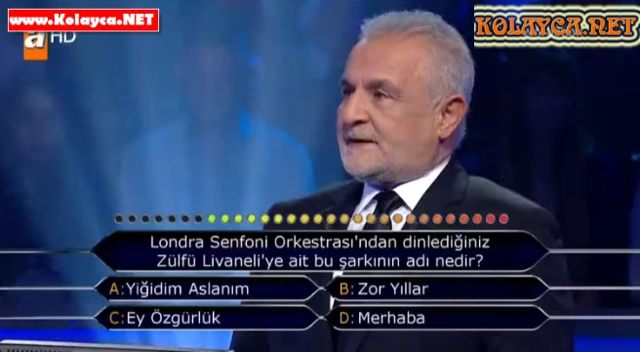 www.Kolayca.NET
KOLAYCA.NET
a HD
Londra Senfoni Orkestrası'ndan dinlediğiniz
Zülfü Livaneli'ye ait bu şarkının adı nedir?
A:Yiğidim Aslanım
B:Zor Yıllar
C:Ey Özgürlük
D:Merhaba